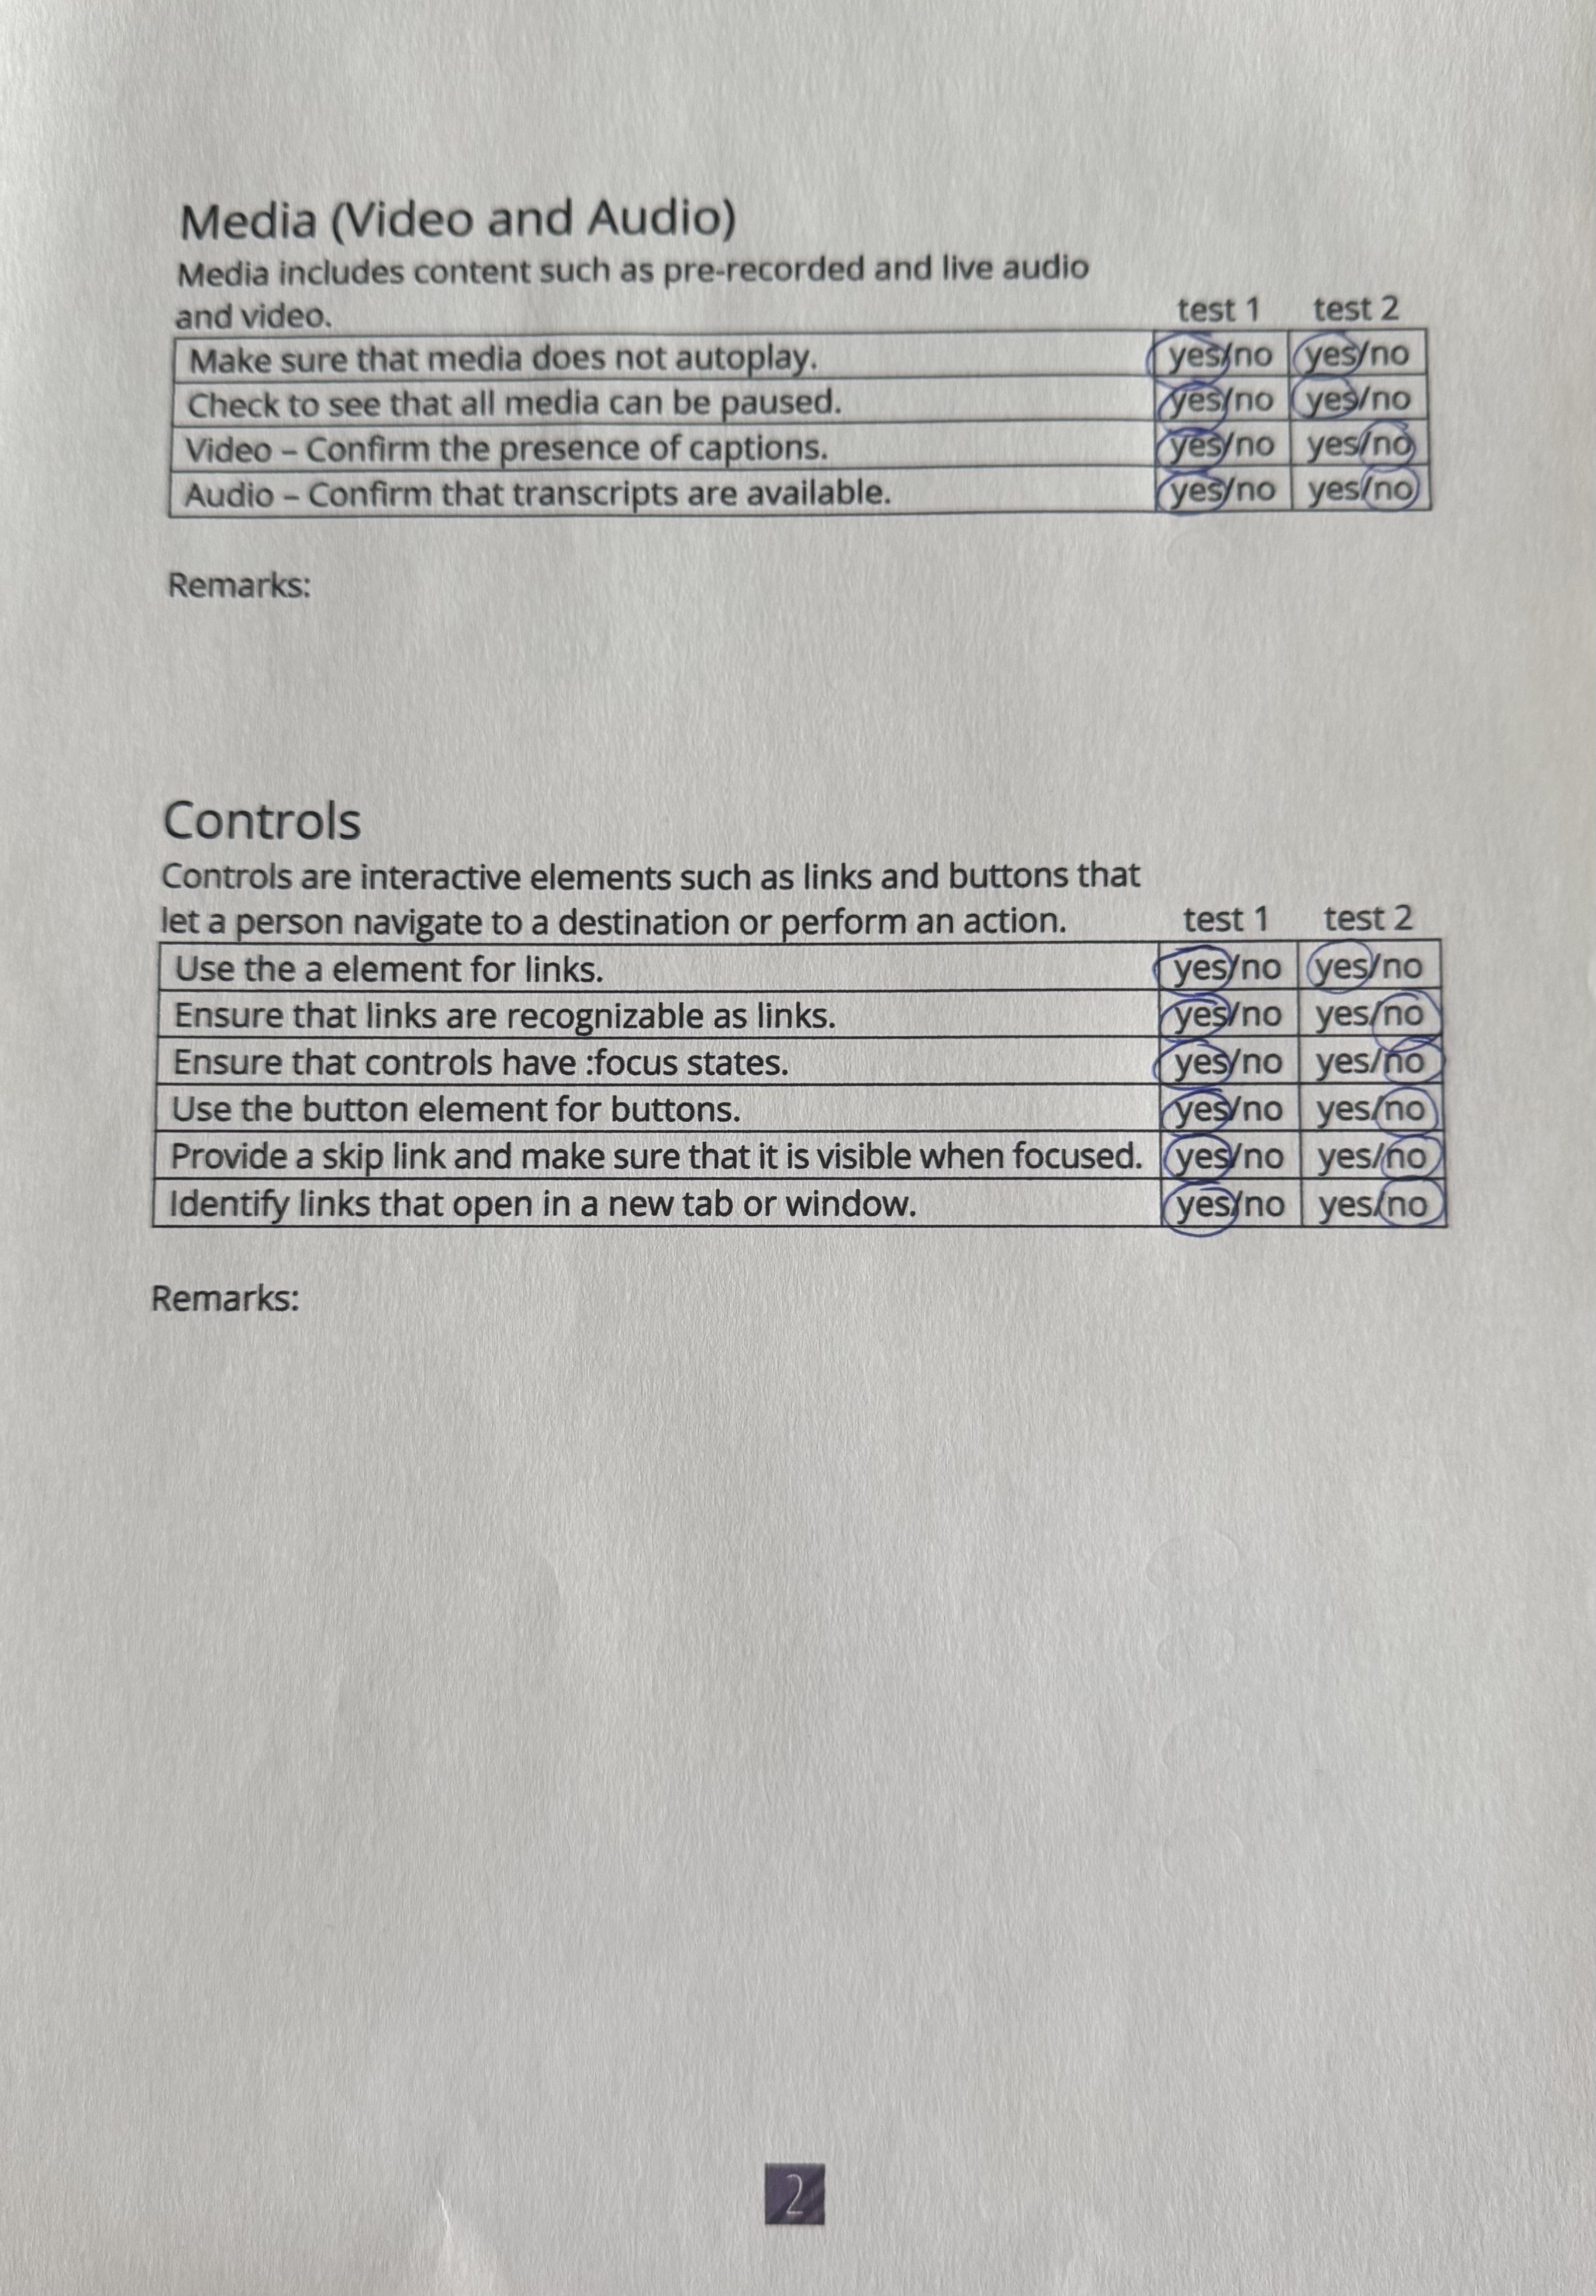 Media (Video and Audio)
Media includes content such as pre-recorded and live audio
and video. test 1 test 2
Make sure that media does not autoplay. yes/no yes/no
Check to see that all media can be paused. yes/no yes/no
Video – Confirm the presence of captions. yes/no yes/no
Audio – Confirm that transcripts are available. yes/no yes/no
Remarks:
Controls
Controls are interactive elements such as links and buttons that
let a person navigate to a destination or perform an action. test 1 test 2
Use the a element for links. yes/no yes/no
Ensure that links are recognizable as links. yes/no yes/no
Ensure that controls have :focus states. yes/no yes/no
Use the button element for buttons. yes/no yes/no
Provide a skip link and make sure that it is visible when focused. yes/no yes/no
Identify links that open in a new tab or window. yes/no yes/no
Remarks:
2